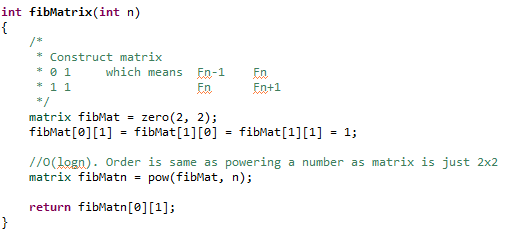 int fibMatrix(int n)
{
    /*
     * Construct matrix
     * 0 1     which means  Fn-1    Fn
     * 1 1                  Fn      Fn+1
     */
    matrix fibMat = zero(2, 2);
    fibMat[0][1] = fibMat[1][0] = fibMat[1][1] = 1;

    //O(logn). Order is same as powering a number as matrix is just 2x2
    matrix fibMatn = pow(fibMat, n);

    return fibMatn[0][1];
}